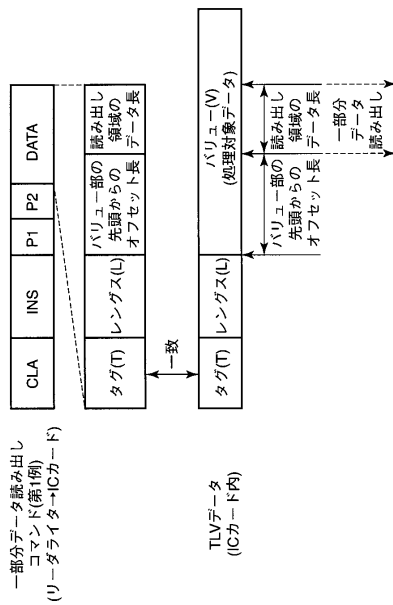 一部分データ読み出し
コマンド(第1例)
(リーダライタ→ICカード)
CLA
INS
P1
P2
DATA
タグ(T)
レングス(L)
バリュー部の
先頭からの
オフセット長
読み出し
領域の
データ長
一致
TLVデータ
(ICカード内)
タグ(T)
レングス(L)
バリュー(V)
(処理対象データ)
バリュー部の
先頭からの
オフセット長
読み出し
領域の
データ長
一部分
データ
読み出し